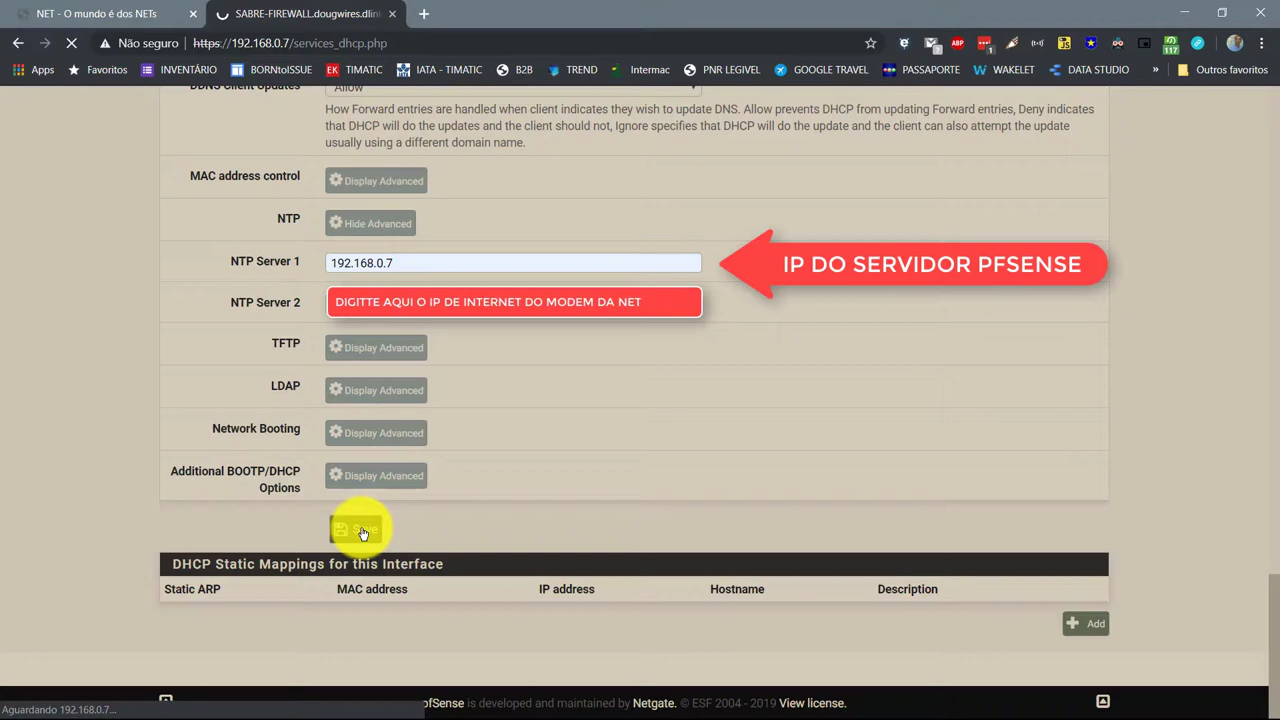 NET - O mundo é dos NETs
SABRE-FIREWALL.dougwires.dlink
Não seguro
https://192.168.0.7/services_dhcp.php
ABP
117
Apps
Favoritos
INVENTÁRIO
BORNtoISSUE
TIMATIC
IATA - TIMATIC
B2B
TREND
Intermac
PNR LEGIVEL
GOOGLE TRAVEL
PASSAPORTE
WAKELET
DATA STUDIO
»
Outros favoritos
DDNS Client Updates
Allow
How Forward entries are handled when client indicates they wish to update DNS. Allow prevents DHCP from updating Forward entries, Deny indicates
that DHCP will do the updates and the client should not, Ignore specifies that DHCP will do the update and the client can also attempt the update
usually using a different domain name.
MAC address control
Display Advanced
NTP
Hide Advanced
NTP Server 1
192.168.0.7
IP DO SERVIDOR PFSENSE
NTP Server 2
DIGITTE AQUI O IP DE INTERNET DO MODEM DA NET
TFTP
Display Advanced
LDAP
Display Advanced
Network Booting
Display Advanced
Additional BOOTP/DHCP
Options
Display Advanced
Save
DHCP Static Mappings for this Interface
Static ARP MAC address IP address Hostname Description
Add
pfSense is developed and maintained by Netgate. © ESF 2004 - 2019 View license.
Aguardando 192.168.0.7...